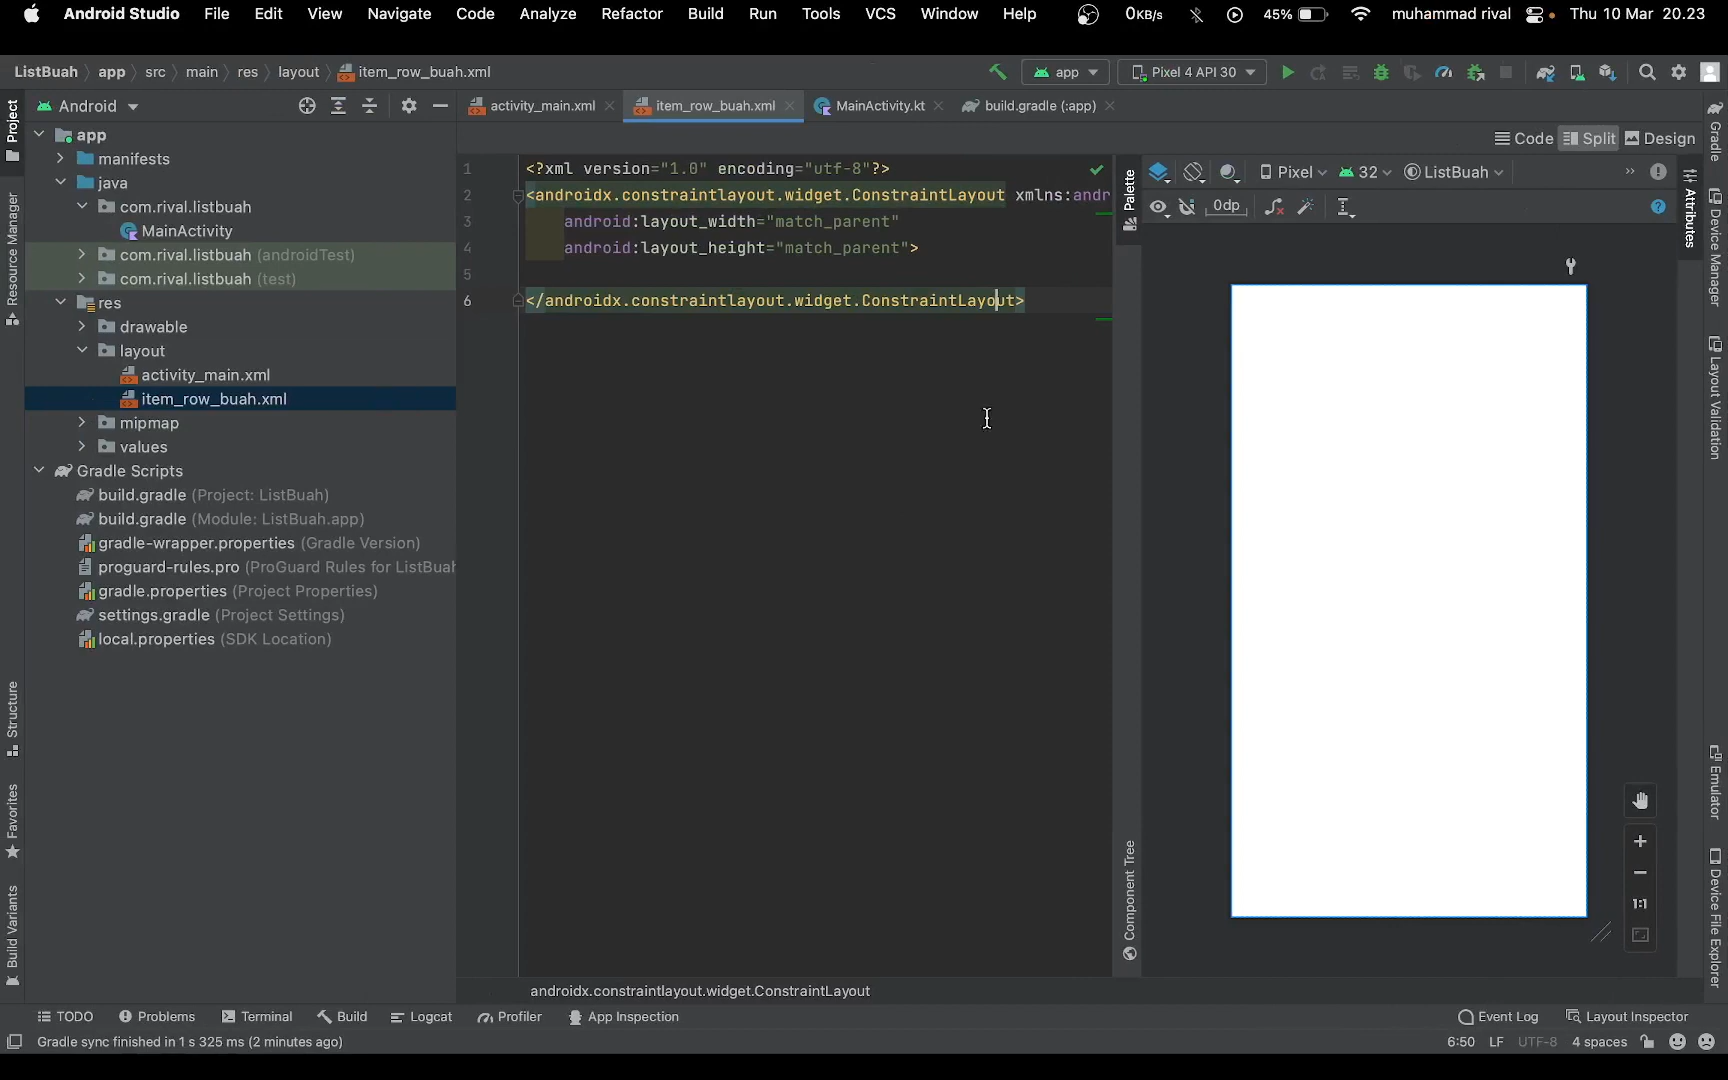 Android Studio File Edit View Navigate Code Analyze Refactor Build Run Tools VCS Window Help 0KB/s 45% muhammad rival Thu 10 Mar 20.23
ListBuah app src main res layout item_row_buah.xml app Pixel 4 API 30
Android activity_main.xml item_row_buah.xml MainActivity.kt build.gradle (:app)
Code Split Design
Project
Resource Manager
Structure
Favorites
Build Variants
app
manifests
java
com.rival.listbuah
MainActivity
com.rival.listbuah (androidTest)
com.rival.listbuah (test)
res
drawable
layout
activity_main.xml
item_row_buah.xml
mipmap
values
Gradle Scripts
build.gradle (Project: ListBuah)
build.gradle (Module: ListBuah.app)
gradle-wrapper.properties (Gradle Version)
proguard-rules.pro (ProGuard Rules for ListBuah
gradle.properties (Project Properties)
settings.gradle (Project Settings)
local.properties (SDK Location)
1 <?xml version="1.0" encoding="utf-8"?>
2 <androidx.constraintlayout.widget.ConstraintLayout xmlns:andr
3 android:layout_width="match_parent"
4 android:layout_height="match_parent">
5
6 </androidx.constraintlayout.widget.ConstraintLayout>
androidx.constraintlayout.widget.ConstraintLayout
Palette
Component Tree
Pixel 32 ListBuah
0dp
1:1
Attributes
Gradle
Device Manager
Layout Validation
Emulator
Device File Explorer
TODO Problems Terminal Build Logcat Profiler App Inspection Event Log Layout Inspector
Gradle sync finished in 1 s 325 ms (2 minutes ago) 6:50 LF UTF-8 4 spaces